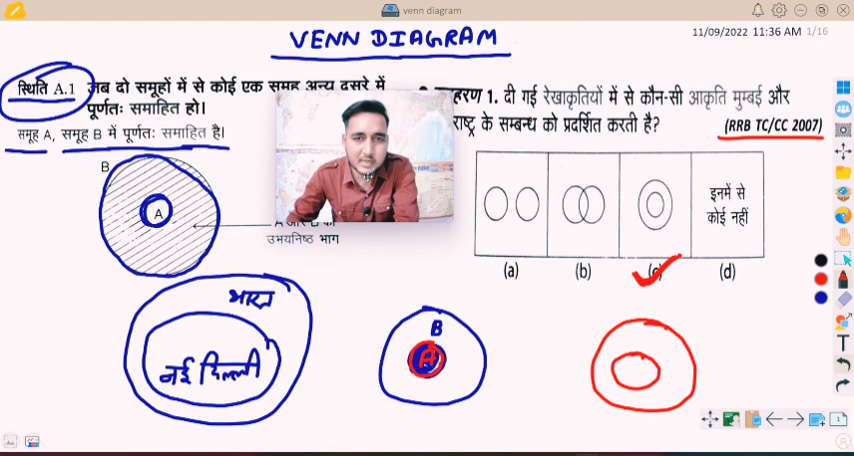 venn diagram
11/09/2022 11:36 AM 1/16
VENN DIAGRAM
स्थिति A.1 जब दो समूहों में से कोई एक समूह अन्य दूसरे में
पूर्णतः समाहित हो।
समूह A, समूह B में पूर्णतः समाहित है।
B
A
उभयनिष्ठ भाग
1. दी गई रेखाकृतियों में से कौन-सी आकृति मुम्बई और
राष्ट्र के सम्बन्ध को प्रदर्शित करती है?
(RRB TC/CC 2007)
इनमें से
कोई नहीं
(a) (b) (c) (d)
भारत
नई दिल्ली
B
A
T
1